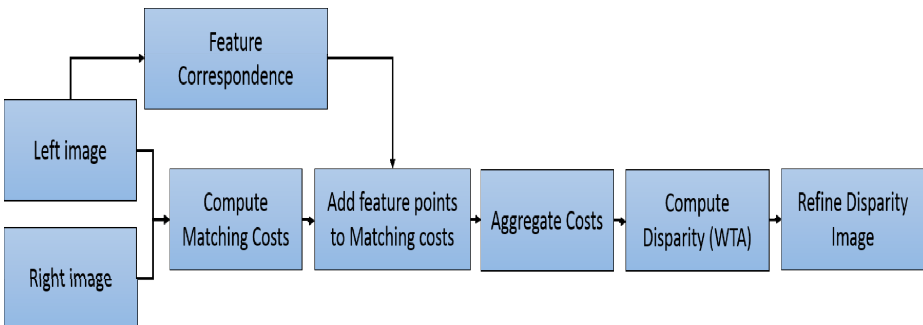 Feature
Correspondence
Left image
Right image
Compute
Matching Costs
Add feature points
to Matching costs
Aggregate Costs
Compute
Disparity (WTA)
Refine Disparity
Image